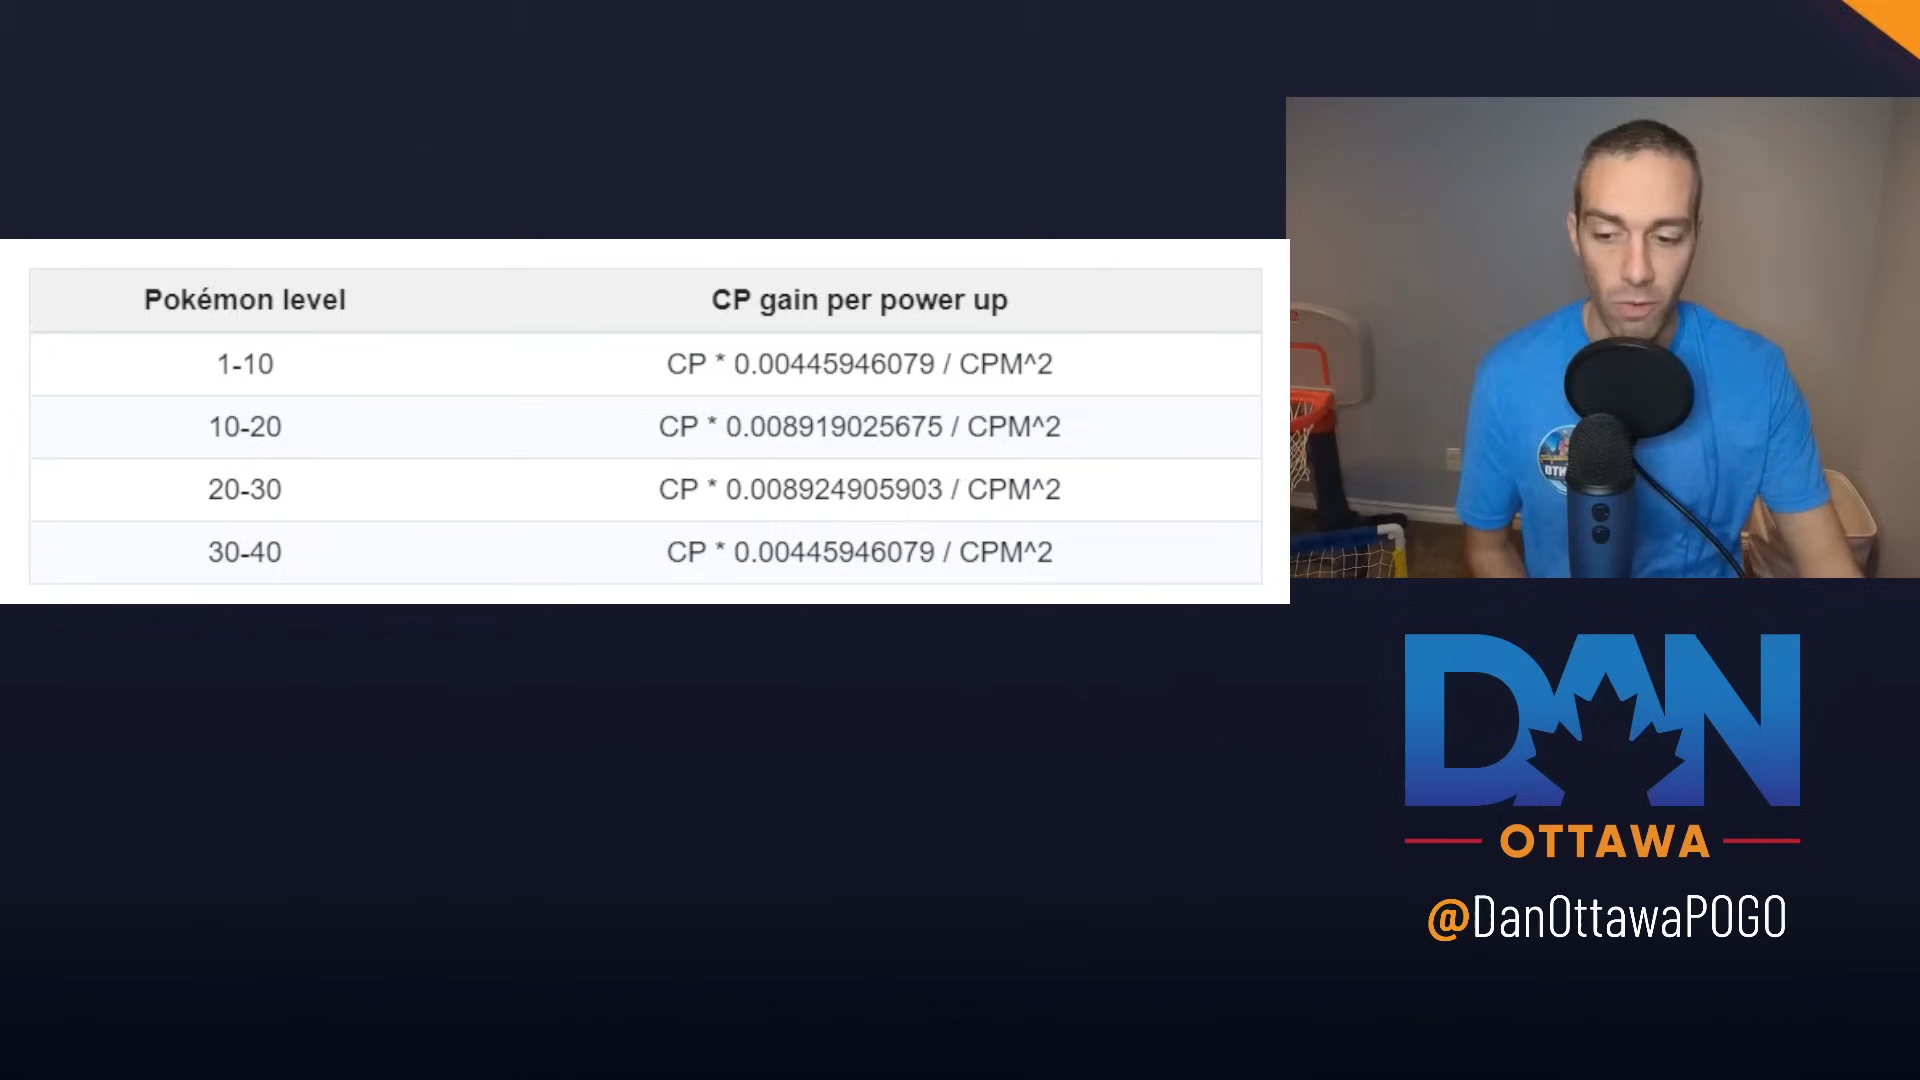 Pokémon level CP gain per power up
1-10 CP * 0.00445946079 / CPM^2
10-20 CP * 0.008919025675 / CPM^2
20-30 CP * 0.008924905903 / CPM^2
30-40 CP * 0.00445946079 / CPM^2
DAN
OTTAWA
@DanOttawaPOGO